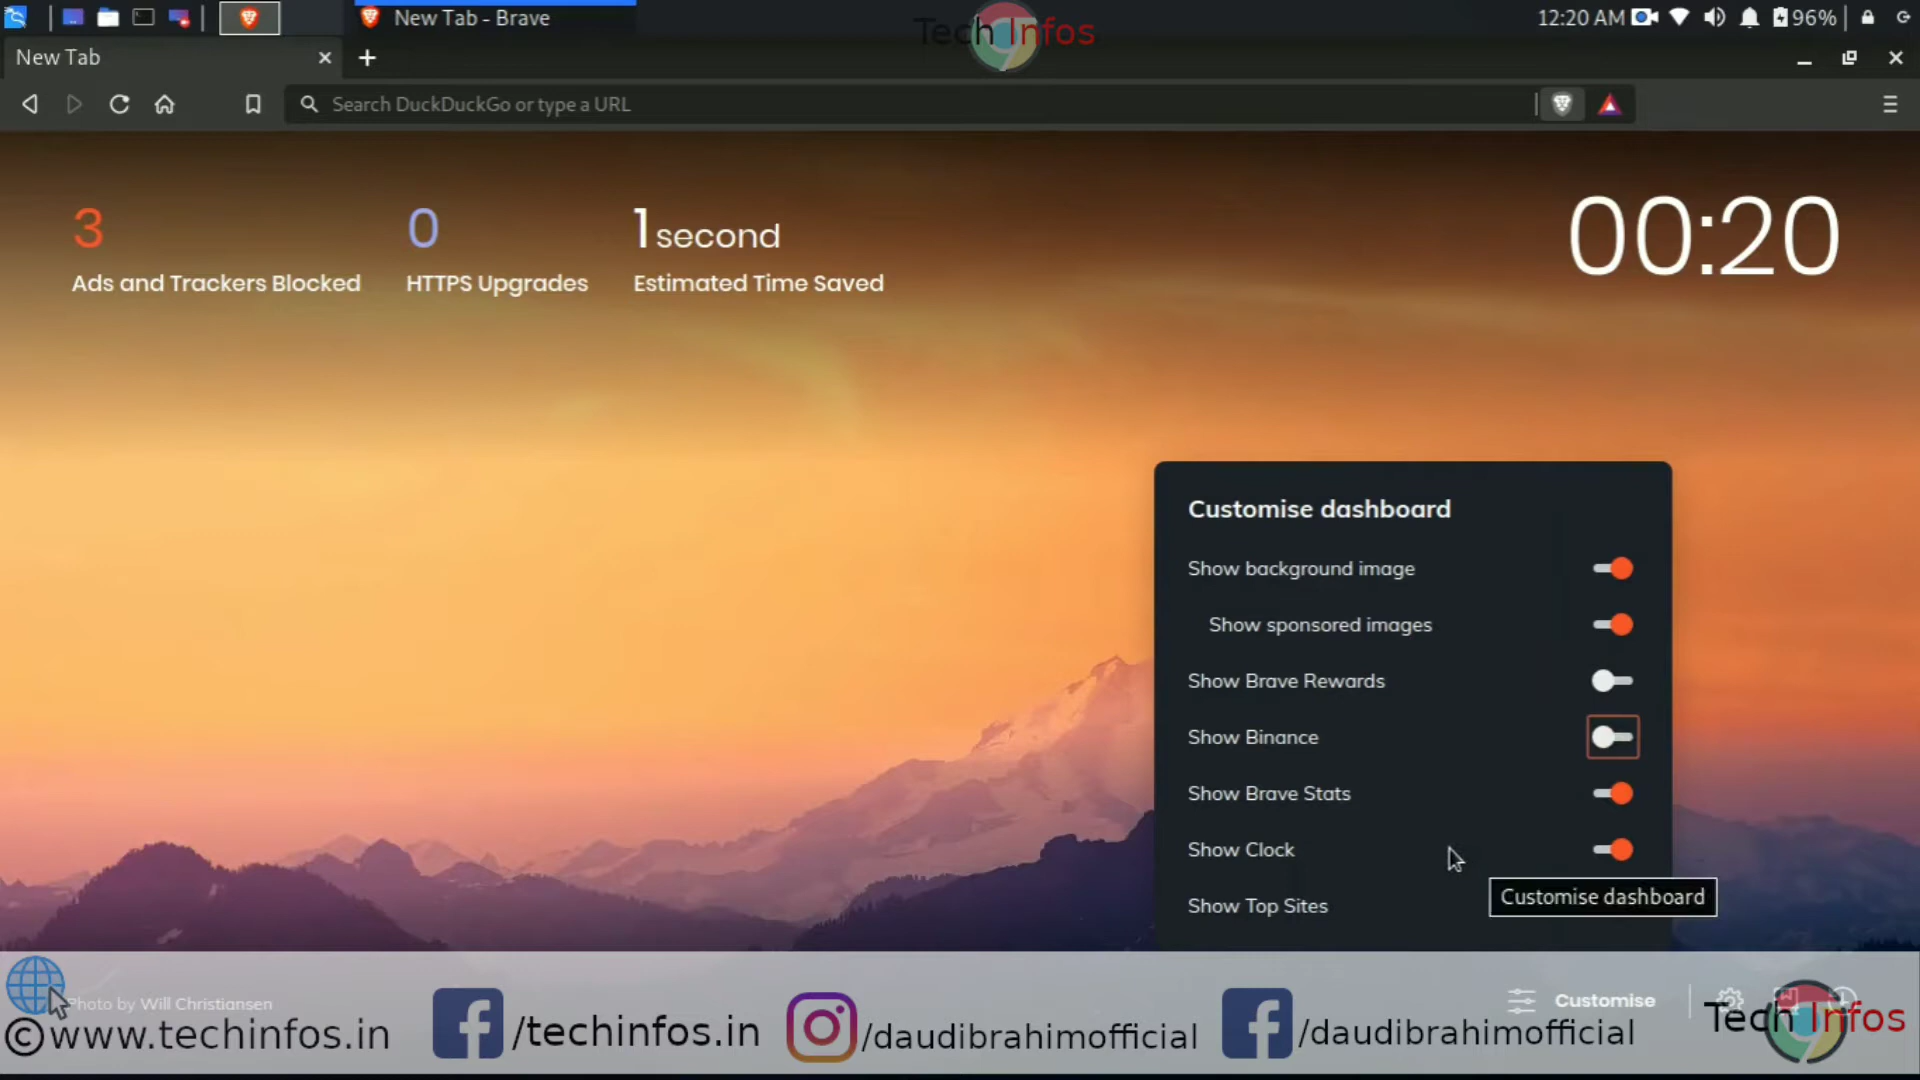 New Tab - Brave
12:20 AM
96%
Tech Infos
New Tab
Search DuckDuckGo or type a URL
3
0
1 second
Ads and Trackers Blocked
HTTPS Upgrades
Estimated Time Saved
00:20
Customise dashboard
Show background image
Show sponsored images
Show Brave Rewards
Show Binance
Show Brave Stats
Show Clock
Customise dashboard
Show Top Sites
Photo by Will Christiansen
Customise
©www.techinfos.in
/techinfos.in
/daudibrahimofficial
/daudibrahimofficial
Tech Infos